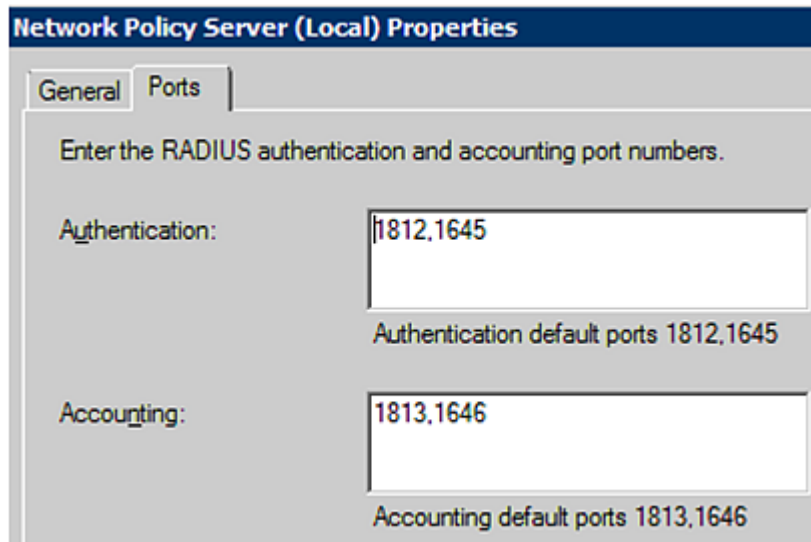 Network Policy Server (Local) Properties
General Ports
Enter the RADIUS authentication and accounting port numbers.
Authentication: 1812,1645
Authentication default ports 1812,1645
Accounting: 1813,1646
Accounting default ports 1813,1646